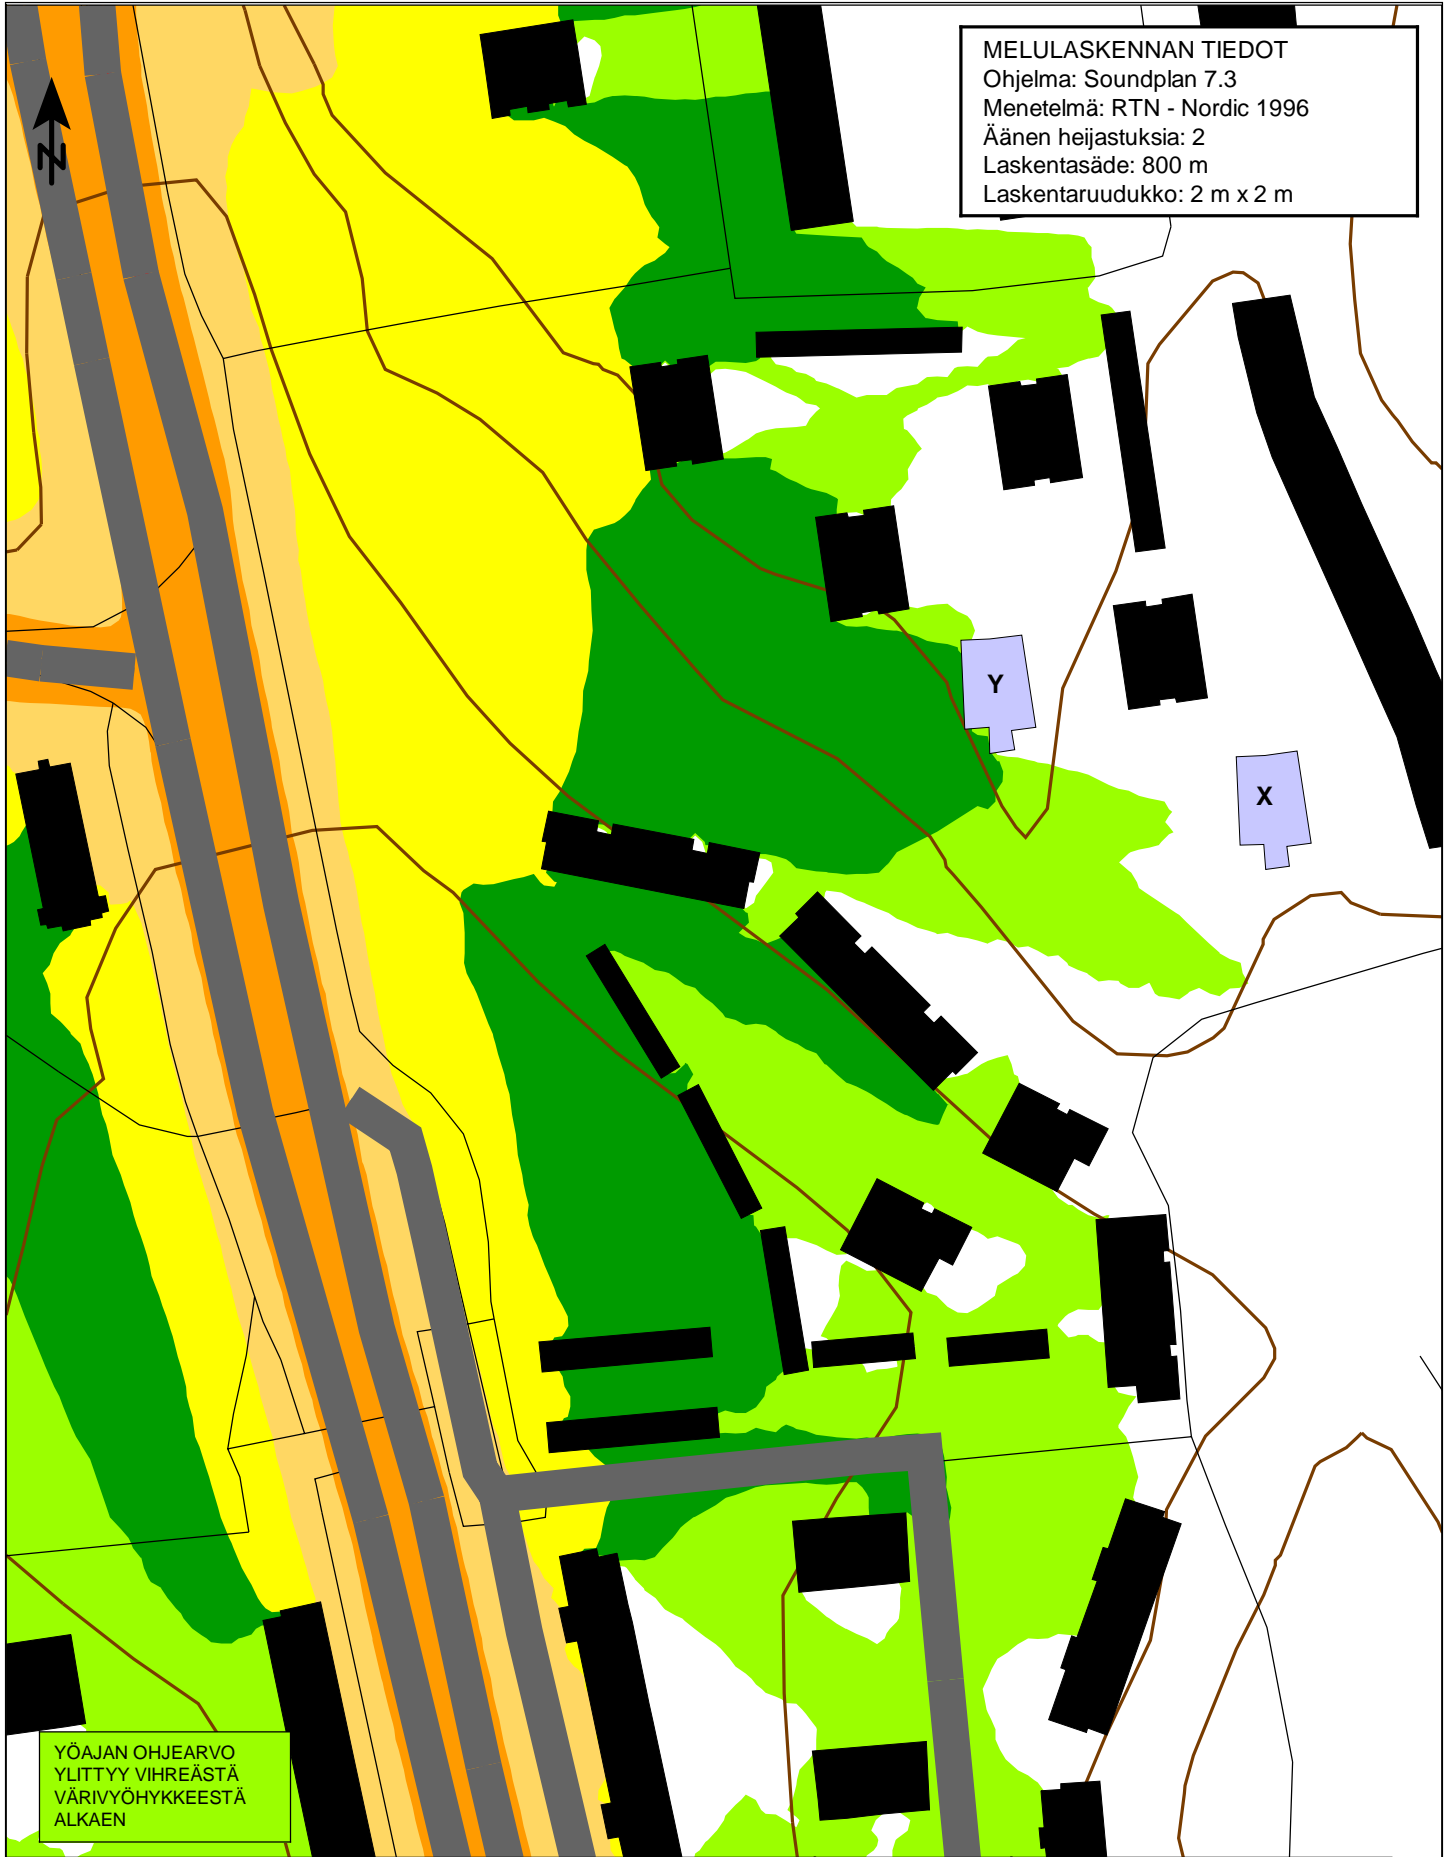 MELULASKENNAN TIEDOT
Ohjelma: Soundplan 7.3
Menetelmä: RTN - Nordic 1996
Äänen heijastuksia: 2
Laskentasäde: 800 m
Laskentaruudukko: 2 m x 2 m
N
Y
X
YÖAJAN OHJEARVO
YLITTYY VIHREÄSTÄ
VÄRIVYÖHYKKEESTÄ
ALKAEN